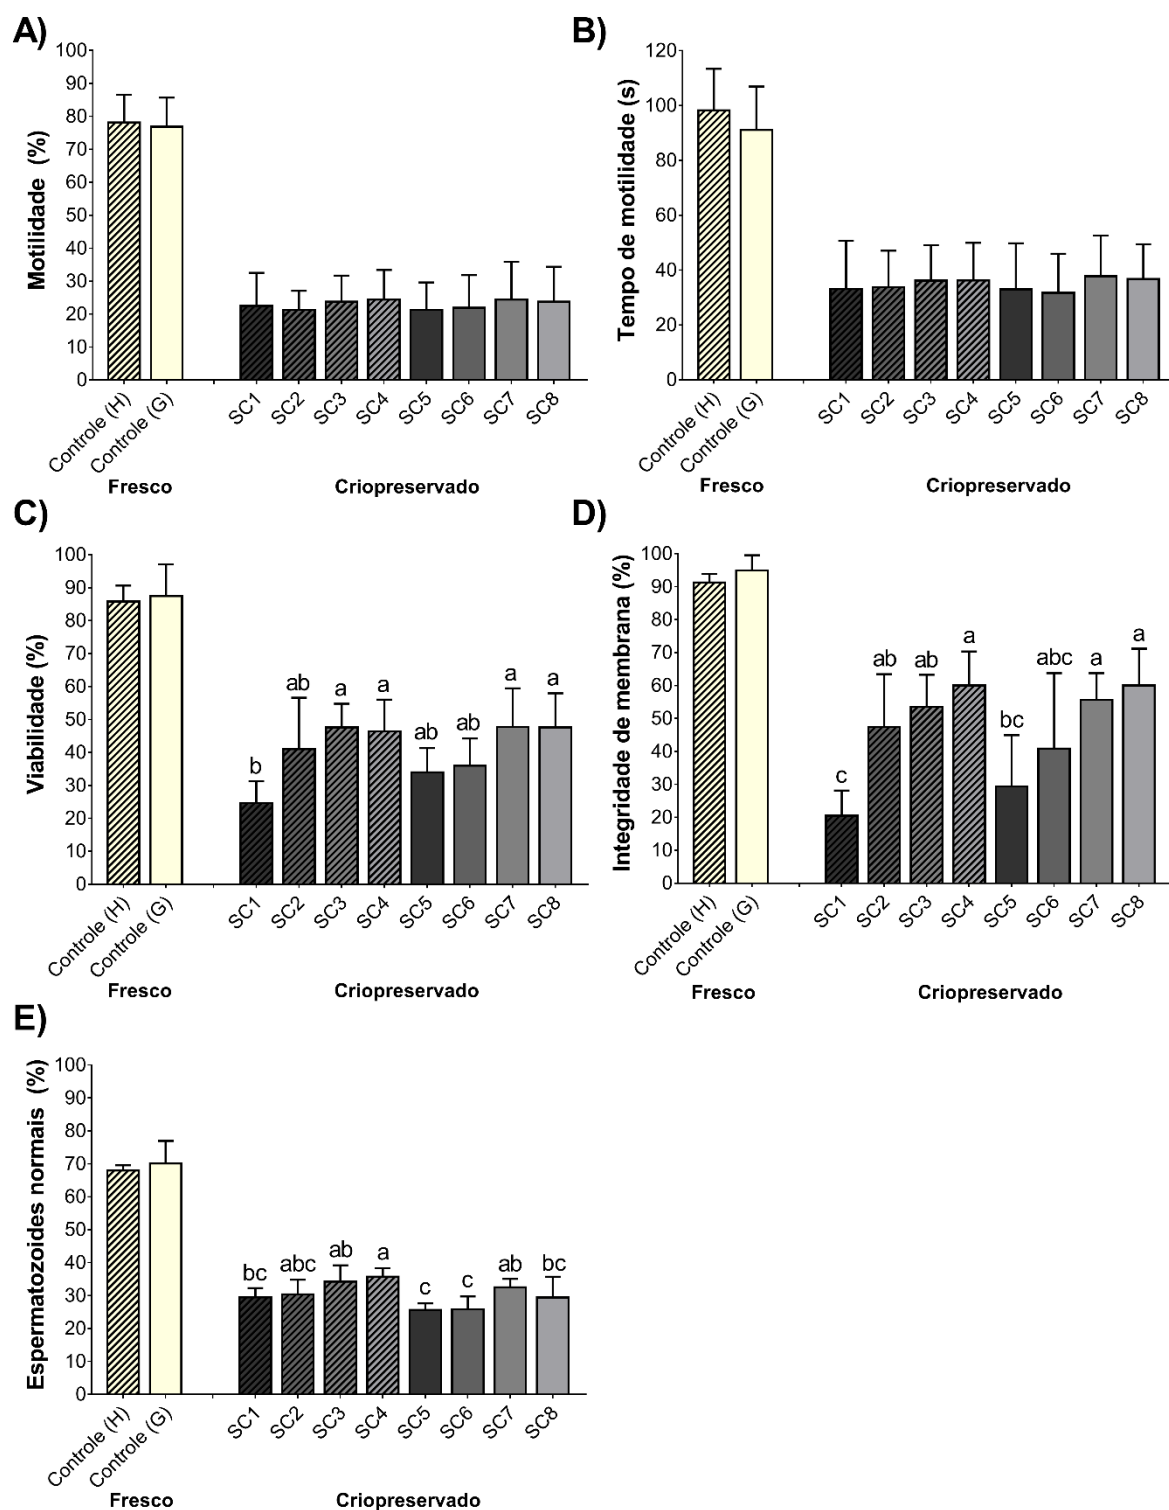 A)
Motilidade (%)
100
90
80
70
60
50
40
30
20
10
0
Controle (H)
Controle (G)
SC1
SC2
SC3
SC4
SC5
SC6
SC7
SC8
Fresco
Criopreservado
B)
Tempo de motilidade (s)
120
100
80
60
40
20
0
Controle (H)
Controle (G)
SC1
SC2
SC3
SC4
SC5
SC6
SC7
SC8
Fresco
Criopreservado
C)
Viabilidade (%)
100
90
80
70
60
50
40
30
20
10
0
b
ab
a
a
ab
ab
a
a
Controle (H)
Controle (G)
SC1
SC2
SC3
SC4
SC5
SC6
SC7
SC8
Fresco
Criopreservado
D)
Integridade de membrana (%)
100
90
80
70
60
50
40
30
20
10
0
c
ab
ab
a
bc
abc
a
a
Controle (H)
Controle (G)
SC1
SC2
SC3
SC4
SC5
SC6
SC7
SC8
Fresco
Criopreservado
E)
Espermatozoides normais (%)
100
90
80
70
60
50
40
30
20
10
0
bc
abc
ab
a
c
c
ab
bc
Controle (H)
Controle (G)
SC1
SC2
SC3
SC4
SC5
SC6
SC7
SC8
Fresco
Criopreservado